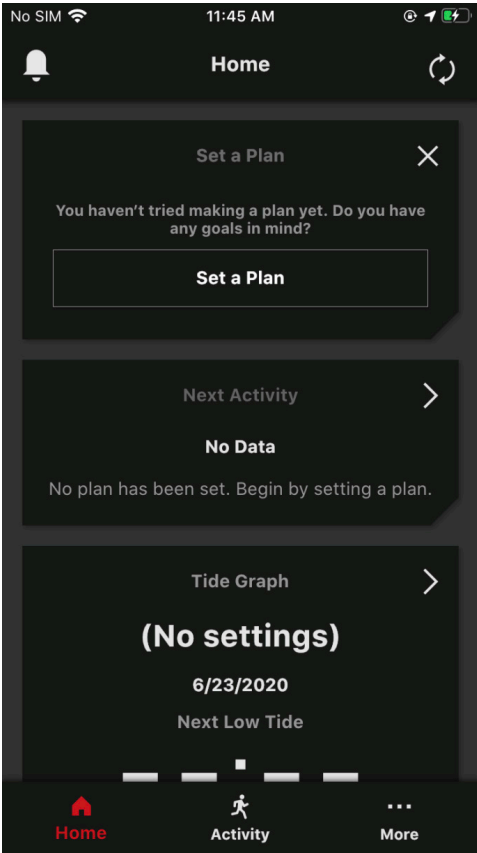 No SIM 11:45 AM
Home
Set a Plan
You haven't tried making a plan yet. Do you have
any goals in mind?
Set a Plan
Next Activity
No Data
No plan has been set. Begin by setting a plan.
Tide Graph
(No settings)
6/23/2020
Next Low Tide
Home Activity More